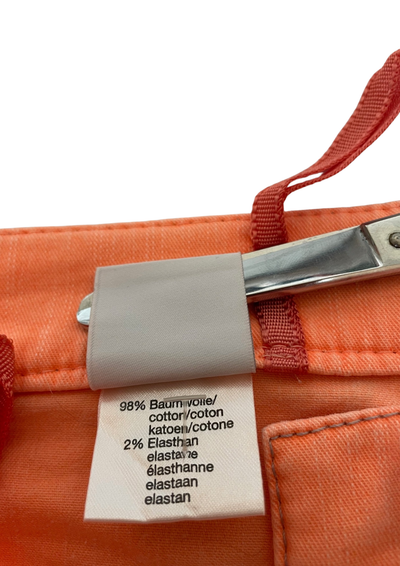 98% Baumwolle/
cotton/coton
katoen/cotone
2% Elasthan
elastane
élasthanne
elastaan
elastan